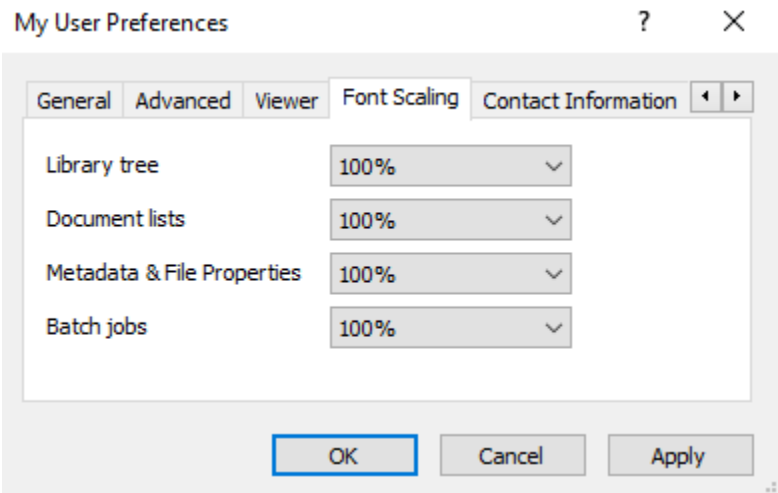 My User Preferences ?
General Advanced Viewer Font Scaling Contact Information
Library tree 100%
Document lists 100%
Metadata & File Properties 100%
Batch jobs 100%
OK Cancel Apply